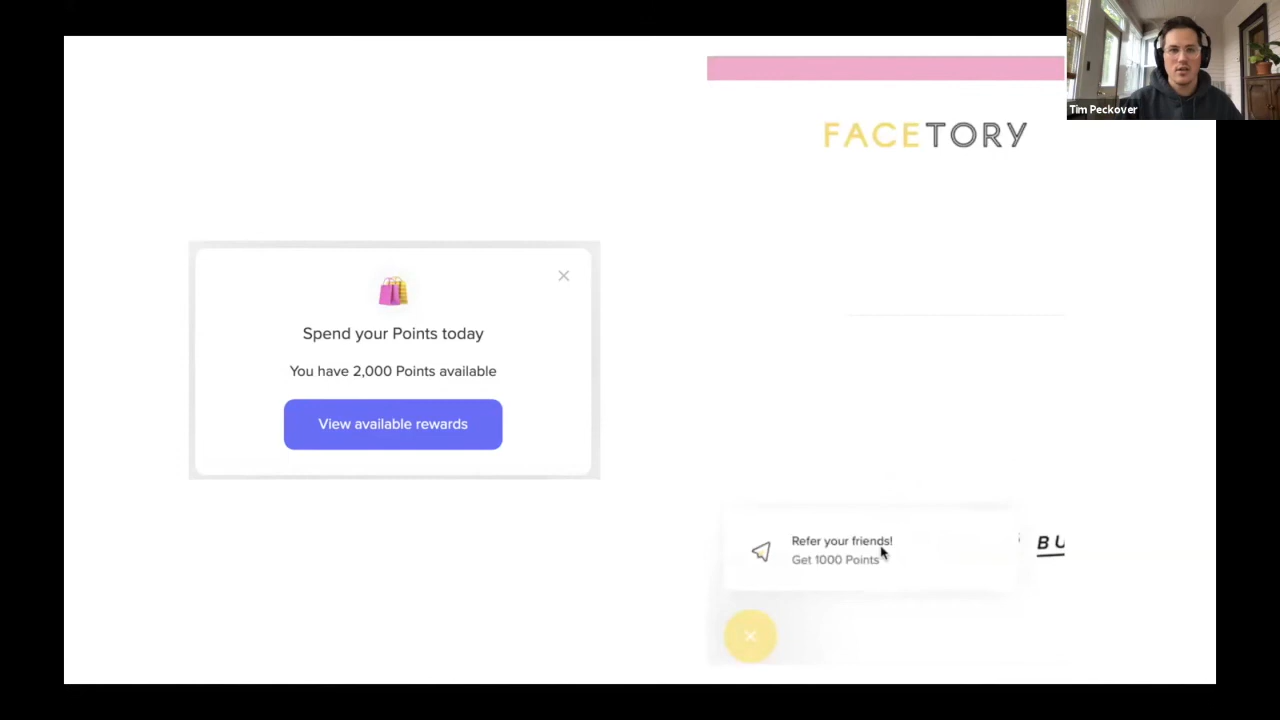 Tim Peckover
FACETORY
Spend your Points today
You have 2,000 Points available
View available rewards
Refer your friends!
Get 1000 Points
BU